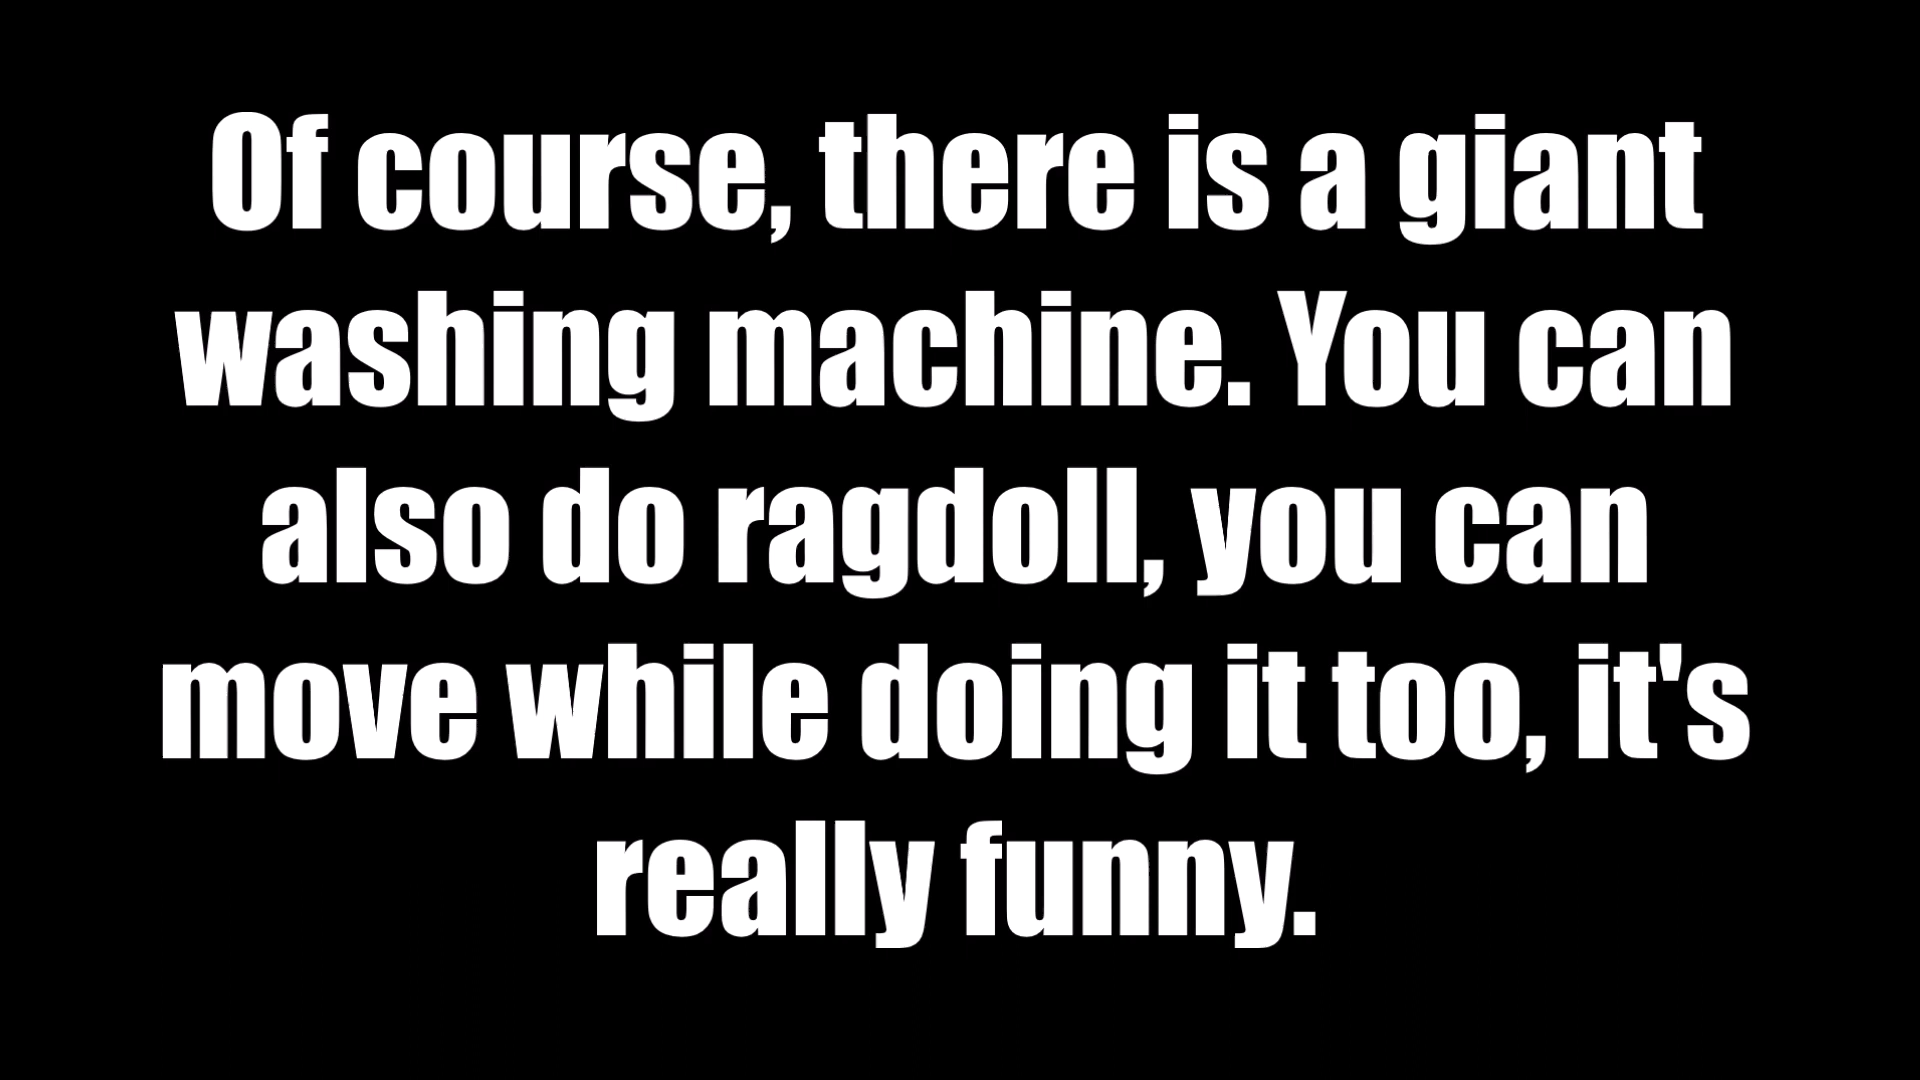 Of course, there is a giant
washing machine. You can
also do ragdoll, you can
move while doing it too, it's
really funny.